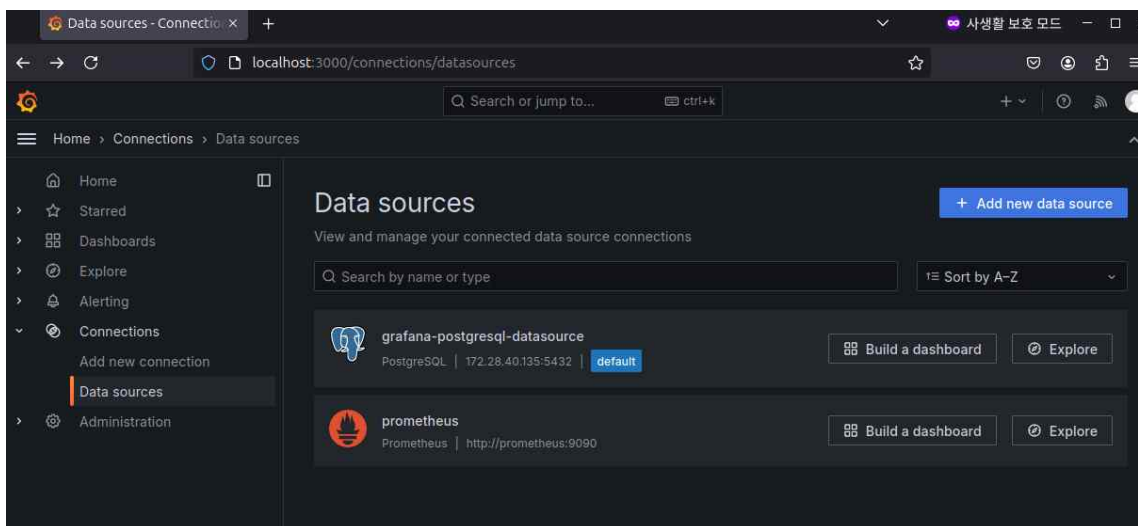 Data sources - Connectio
사생활 보호 모드
localhost:3000/connections/datasources
Search or jump to...
ctrl+k
Home › Connections › Data sources
Home
Starred
Dashboards
Explore
Alerting
Connections
Add new connection
Data sources
Administration
Data sources
+ Add new data source
View and manage your connected data source connections
Search by name or type
Sort by A–Z
grafana-postgresql-datasource
PostgreSQL | 172.28.40.135:5432 | default
Build a dashboard
Explore
prometheus
Prometheus | http://prometheus:9090
Build a dashboard
Explore